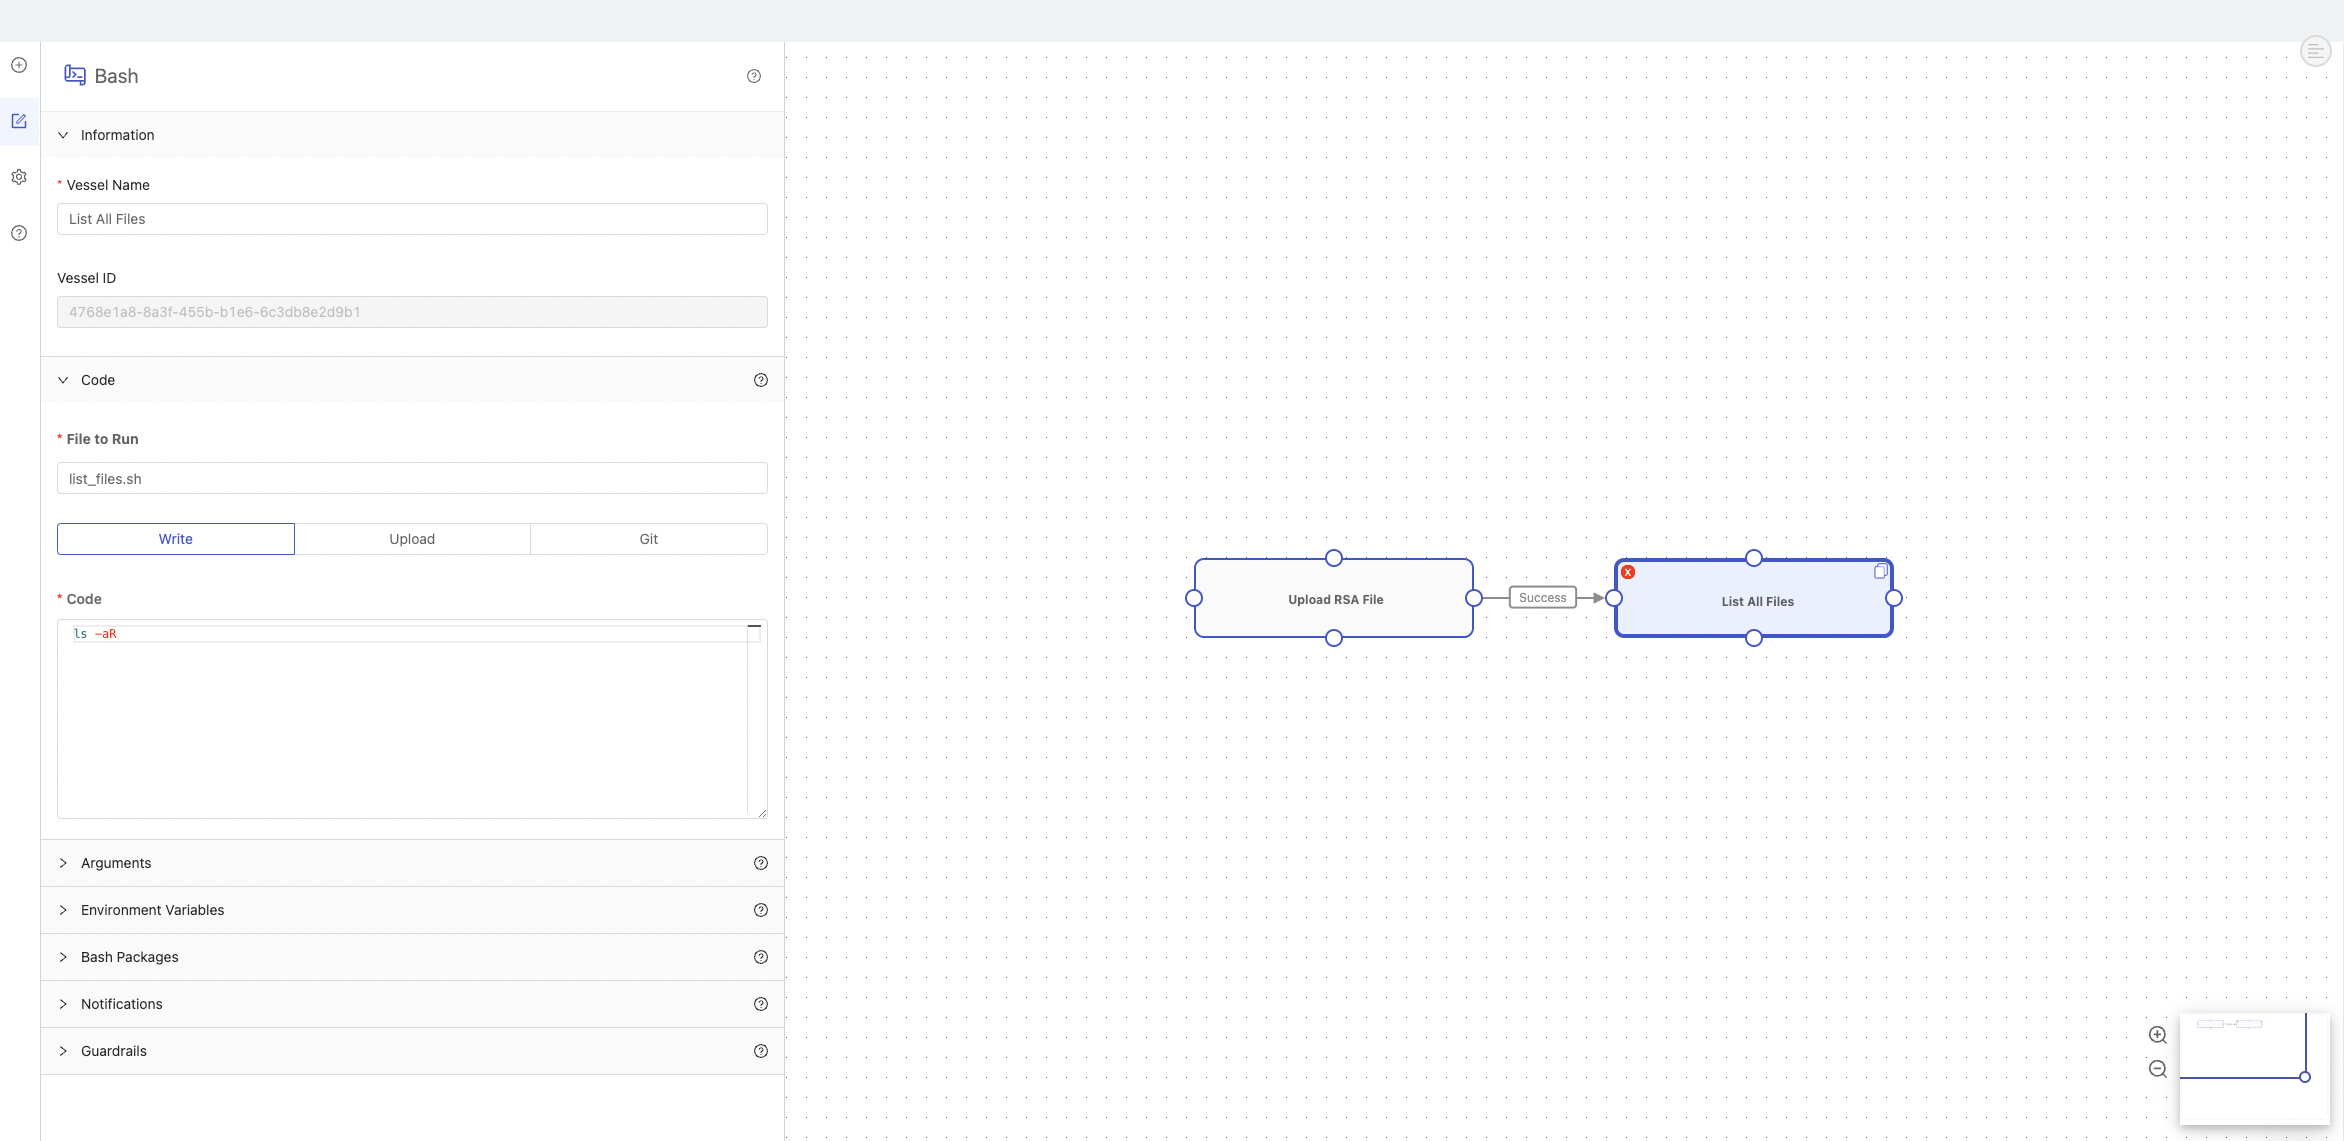 Bash
Information
* Vessel Name
List All Files
Vessel ID
4768e1a8-8a3f-455b-b1e6-6c3db8e2d9b1
Code
* File to Run
list_files.sh
Write Upload Git
* Code
ls -aR
Arguments
Environment Variables
Bash Packages
Notifications
Guardrails
Upload RSA File
Success
X
List All Files